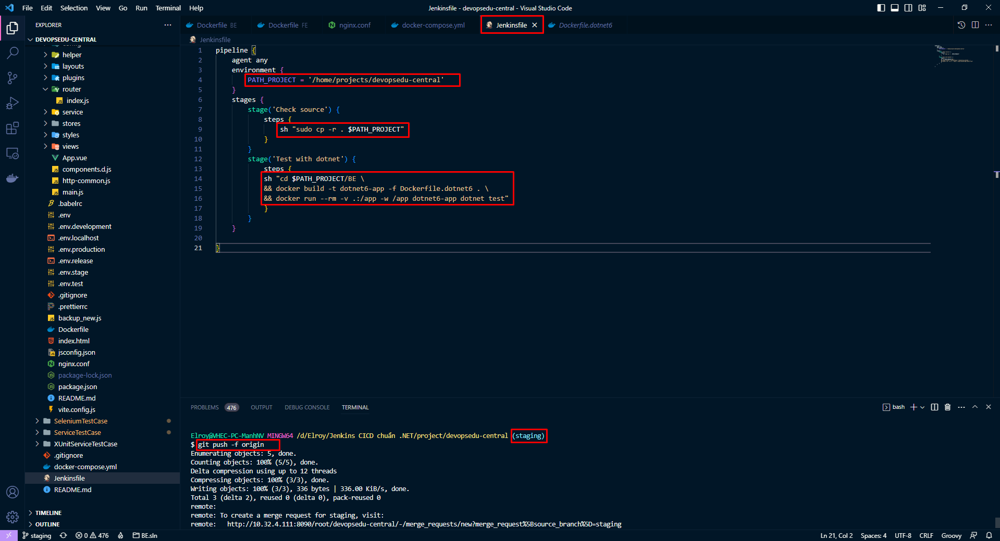 File Edit Selection View Go Run Terminal Help
Jenkinsfile - devopsedu-central - Visual Studio Code
EXPLORER
DEVOPSEDU-CENTRAL
config
helper
layouts
plugins
router
index.js
service
stores
styles
views
App.vue
components.d.js
http-common.js
main.js
.babelrc
.env
.env.development
.env.localhost
.env.production
.env.release
.env.stage
.env.test
.gitignore
.prettierrc
backup_new.js
Dockerfile
index.html
jsconfig.json
nginx.conf
package-lock.json
package.json
README.md
vite.config.js
SeleniumTestCase
ServiceTestCase
XUnitServiceTestCase
.gitignore
docker-compose.yml
Jenkinsfile
README.md
TIMELINE
OUTLINE
Dockerfile BE
Dockerfile FE
nginx.conf
docker-compose.yml
Jenkinsfile
Dockerfile.dotnet6
Jenkinsfile
1 pipeline {
2 agent any
3 environment {
4 PATH_PROJECT = '/home/projects/devopsedu-central'
5 }
6 stages {
7 stage('Check source') {
8 steps {
9 sh "sudo cp -r . $PATH_PROJECT"
10 }
11 }
12 stage('Test with dotnet') {
13 steps {
14 sh "cd $PATH_PROJECT/BE \
15 && docker build -t dotnet6-app -f Dockerfile.dotnet6 . \
16 && docker run --rm -v .:/app -w /app dotnet6-app dotnet test"
17 }
18 }
19 }
20
21 }
PROBLEMS 476 OUTPUT DEBUG CONSOLE TERMINAL
bash
Elroy@VHEC-PC-ManhNV MINGW64 /d/Elroy/Jenkins CICD chuẩn .NET/project/devopsedu-central (staging)
$ git push -f origin
Enumerating objects: 5, done.
Counting objects: 100% (5/5), done.
Delta compression using up to 12 threads
Compressing objects: 100% (3/3), done.
Writing objects: 100% (3/3), 336 bytes | 336.00 KiB/s, done.
Total 3 (delta 2), reused 0 (delta 0), pack-reused 0
remote:
remote: To create a merge request for staging, visit:
remote:   http://10.32.4.111:8090/root/devopsedu-central/-/merge_requests/new?merge_request%5Bsource_branch%5D=staging
staging 0 476 BE.sln
Ln 21, Col 2 Spaces: 4 UTF-8 CRLF Groovy